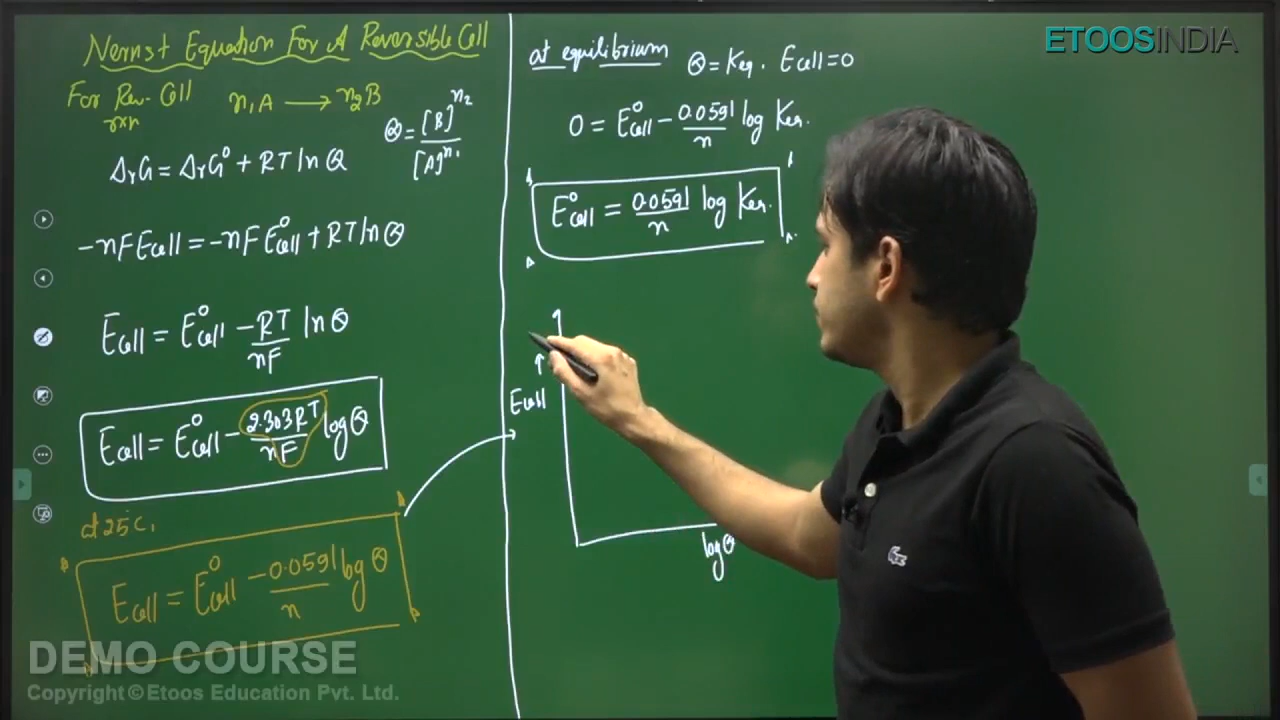 Nernst Equation For A Reversible Cell
For Rev. Cell
rxn
n₁A ⟶ n₂B
Q = [B]^n₂ / [A]^n₁
ΔrG = ΔrG° + RT ln Q
-nFEcell = -nFE°cell + RT ln Q
Ecell = E°cell - RT/nF ln Q
Ecell = E°cell - 2.303RT/nF log Q
at 25°C,
Ecell = E°cell - 0.0591/n log Q
at equilibrium Q = Keq. Ecell = 0
0 = E°cell - 0.0591/n log Keq.
E°cell = 0.0591/n log Keq.
↑
Ecell
log Q
ETOOSINDIA
DEMO COURSE
Copyright © Etoos Education Pvt. Ltd.